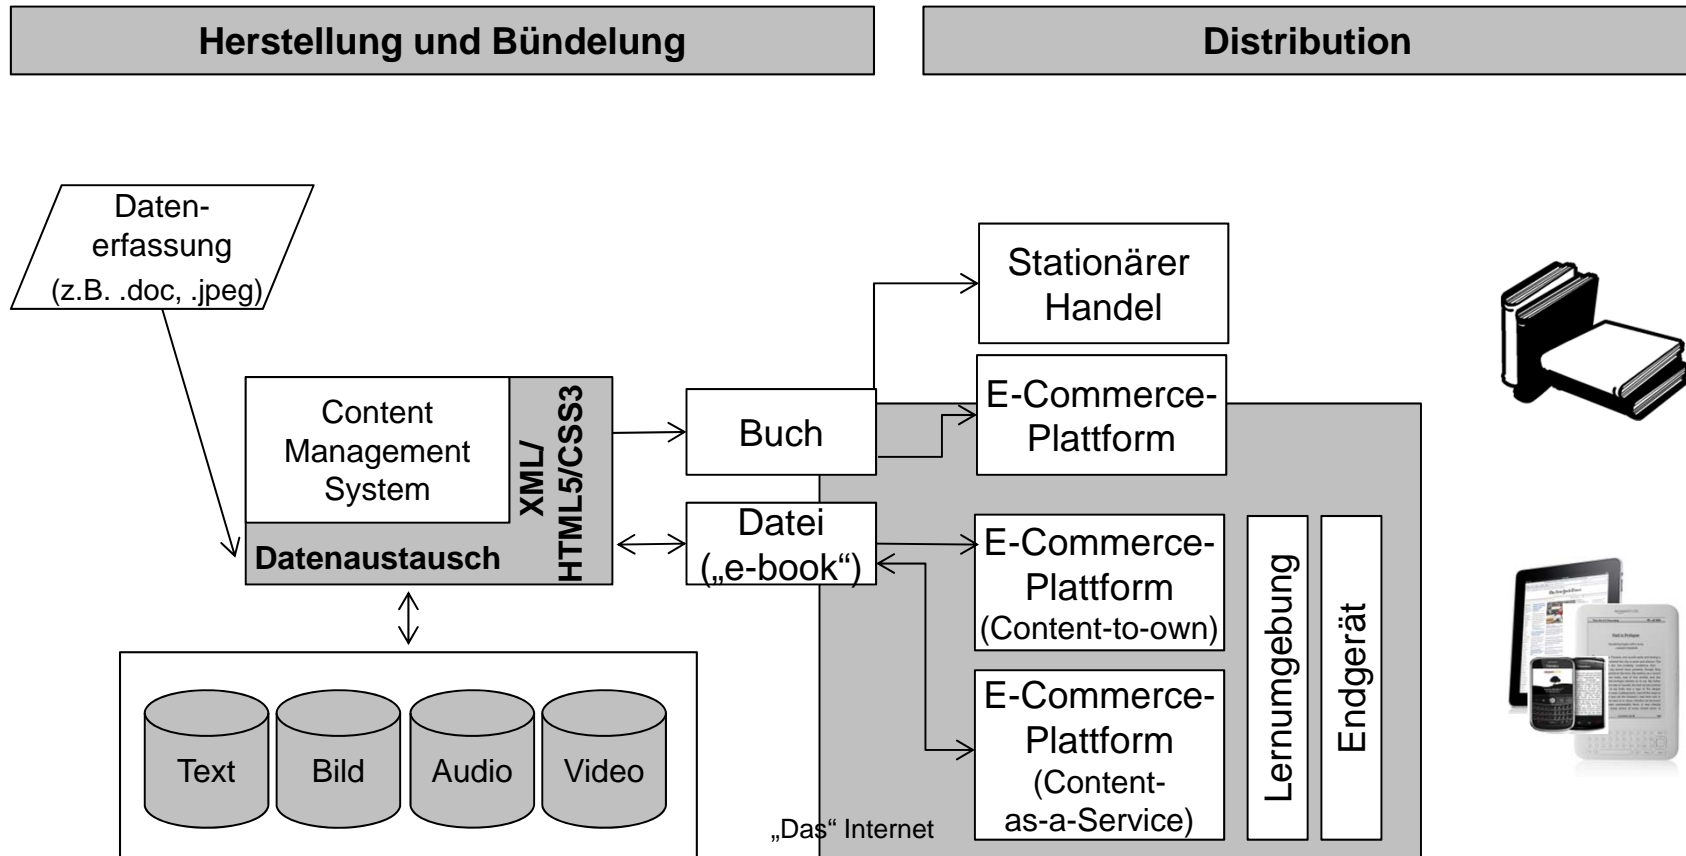 Herstellung und Bündelung
Distribution
Daten-
erfassung
(z.B. .doc, .jpeg)
Content
Management
System
XML/
HTML5/CSS3
Datenaustausch
Text
Bild
Audio
Video
Buch
Datei
(„e-book“)
Stationärer
Handel
E-Commerce-
Plattform
E-Commerce-
Plattform
(Content-to-own)
E-Commerce-
Plattform
(Content-
as-a-Service)
Lernumgebung
Endgerät
„Das“ Internet